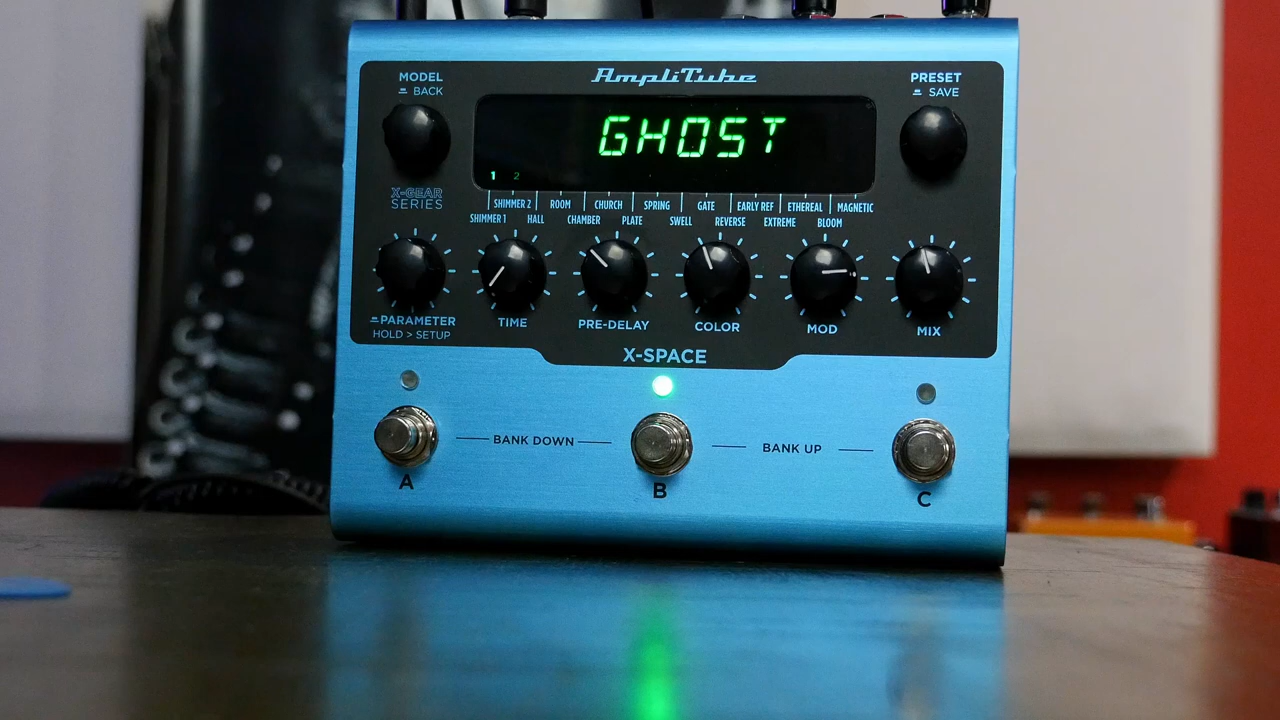 AmpliTube
MODEL
BACK
PRESET
SAVE
GHOST
1 2
X-GEAR
SERIES
SHIMMER 2 ROOM CHURCH SPRING GATE EARLY REF ETHEREAL MAGNETIC
SHIMMER 1 HALL CHAMBER PLATE SWELL REVERSE EXTREME BLOOM
PARAMETER
HOLD > SETUP
TIME
PRE-DELAY
COLOR
MOD
MIX
X-SPACE
BANK DOWN
BANK UP
A
B
C